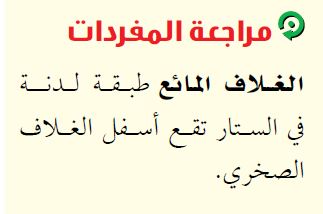 مراجعة المفردات
الغلاف المائع طبقة لدنة
في الستار تقع أسفل الغلاف
الصخري.